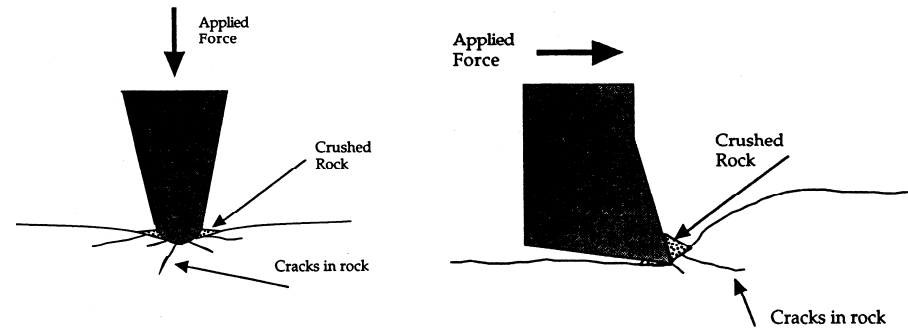 Applied
Force
Crushed
Rock
Cracks in rock
Applied
Force
Crushed
Rock
Cracks in rock